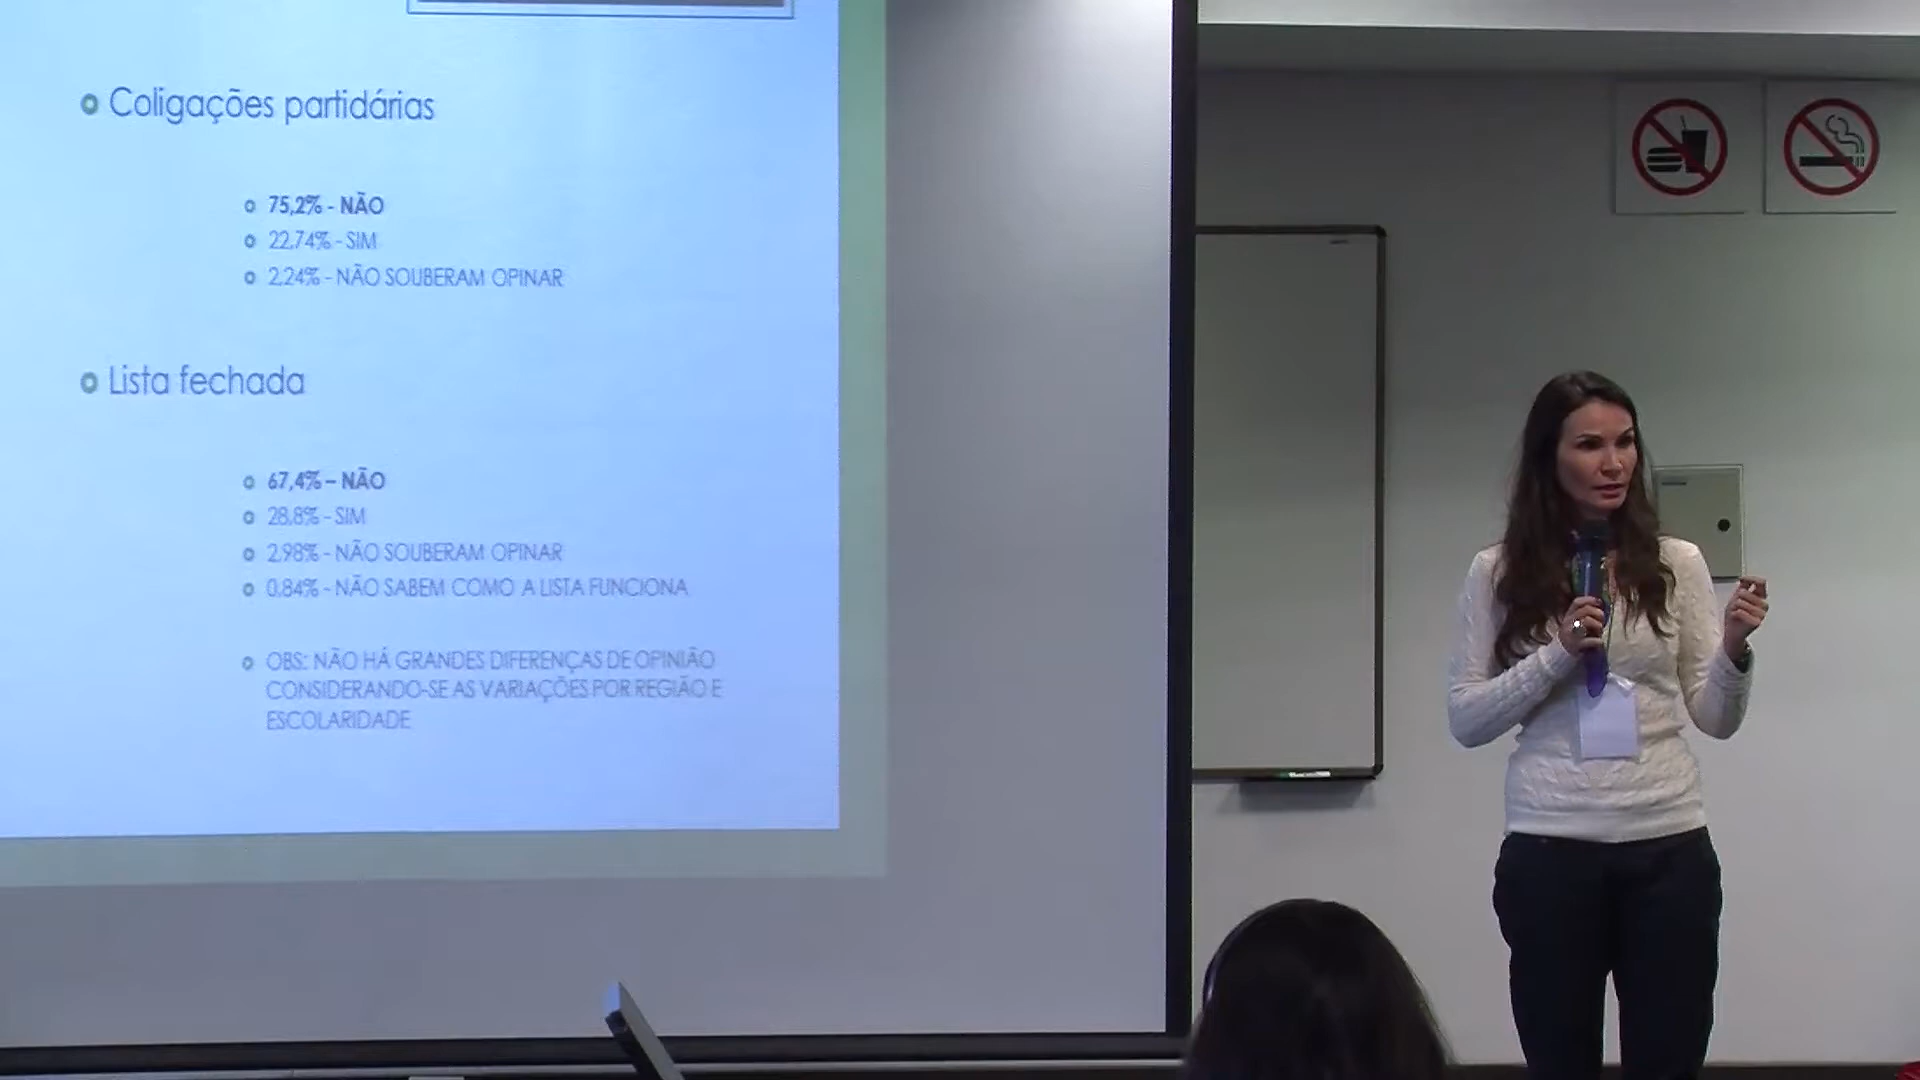 Coligações partidárias
75,2% - NÃO
22,74% - SIM
2,24% - NÃO SOUBERAM OPINAR
Lista fechada
67,4% – NÃO
28,8% - SIM
2,98% - NÃO SOUBERAM OPINAR
0,84% - NÃO SABEM COMO A LISTA FUNCIONA
OBS: NÃO HÁ GRANDES DIFERENÇAS DE OPINIÃO
CONSIDERANDO-SE AS VARIAÇÕES POR REGIÃO E
ESCOLARIDADE